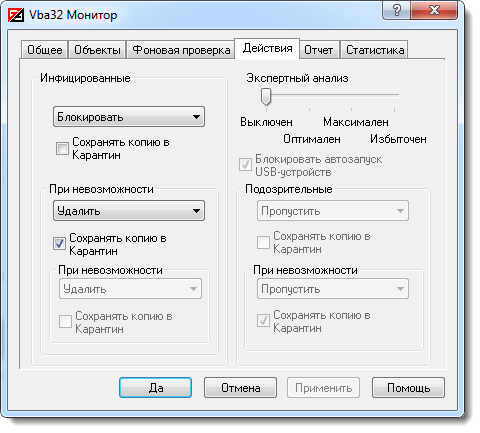 Vba32 Монитор
Общее Объекты Фоновая проверка Действия Отчет Статистика
Инфицированные
Блокировать
Сохранять копию в
Карантин
При невозможности
Удалить
Сохранять копию в
Карантин
При невозможности
Удалить
Сохранять копию в
Карантин
Экспертный анализ
Выключен Максимален
Оптимален Избыточен
Блокировать автозапуск
USB-устройств
Подозрительные
Пропустить
Сохранять копию в
Карантин
При невозможности
Пропустить
Сохранять копию в
Карантин
Да Отмена Применить Помощь